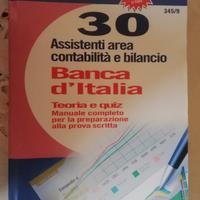 345/9
30
Assistenti area
contabilità e bilancio
Banca
d'Italia
Teoria e quiz
Manuale completo
per la preparazione
alla prova scritta